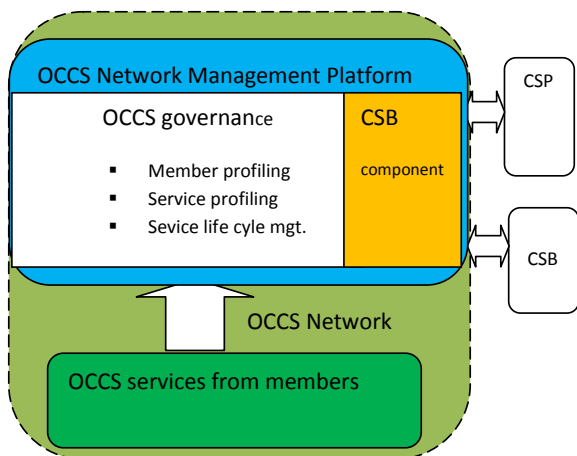 OCCS Network Management Platform
OCCS governance
▪ Member profiling
▪ Service profiling
▪ Sevice life cyle mgt.
CSB
component
CSP
CSB
OCCS Network
OCCS services from members